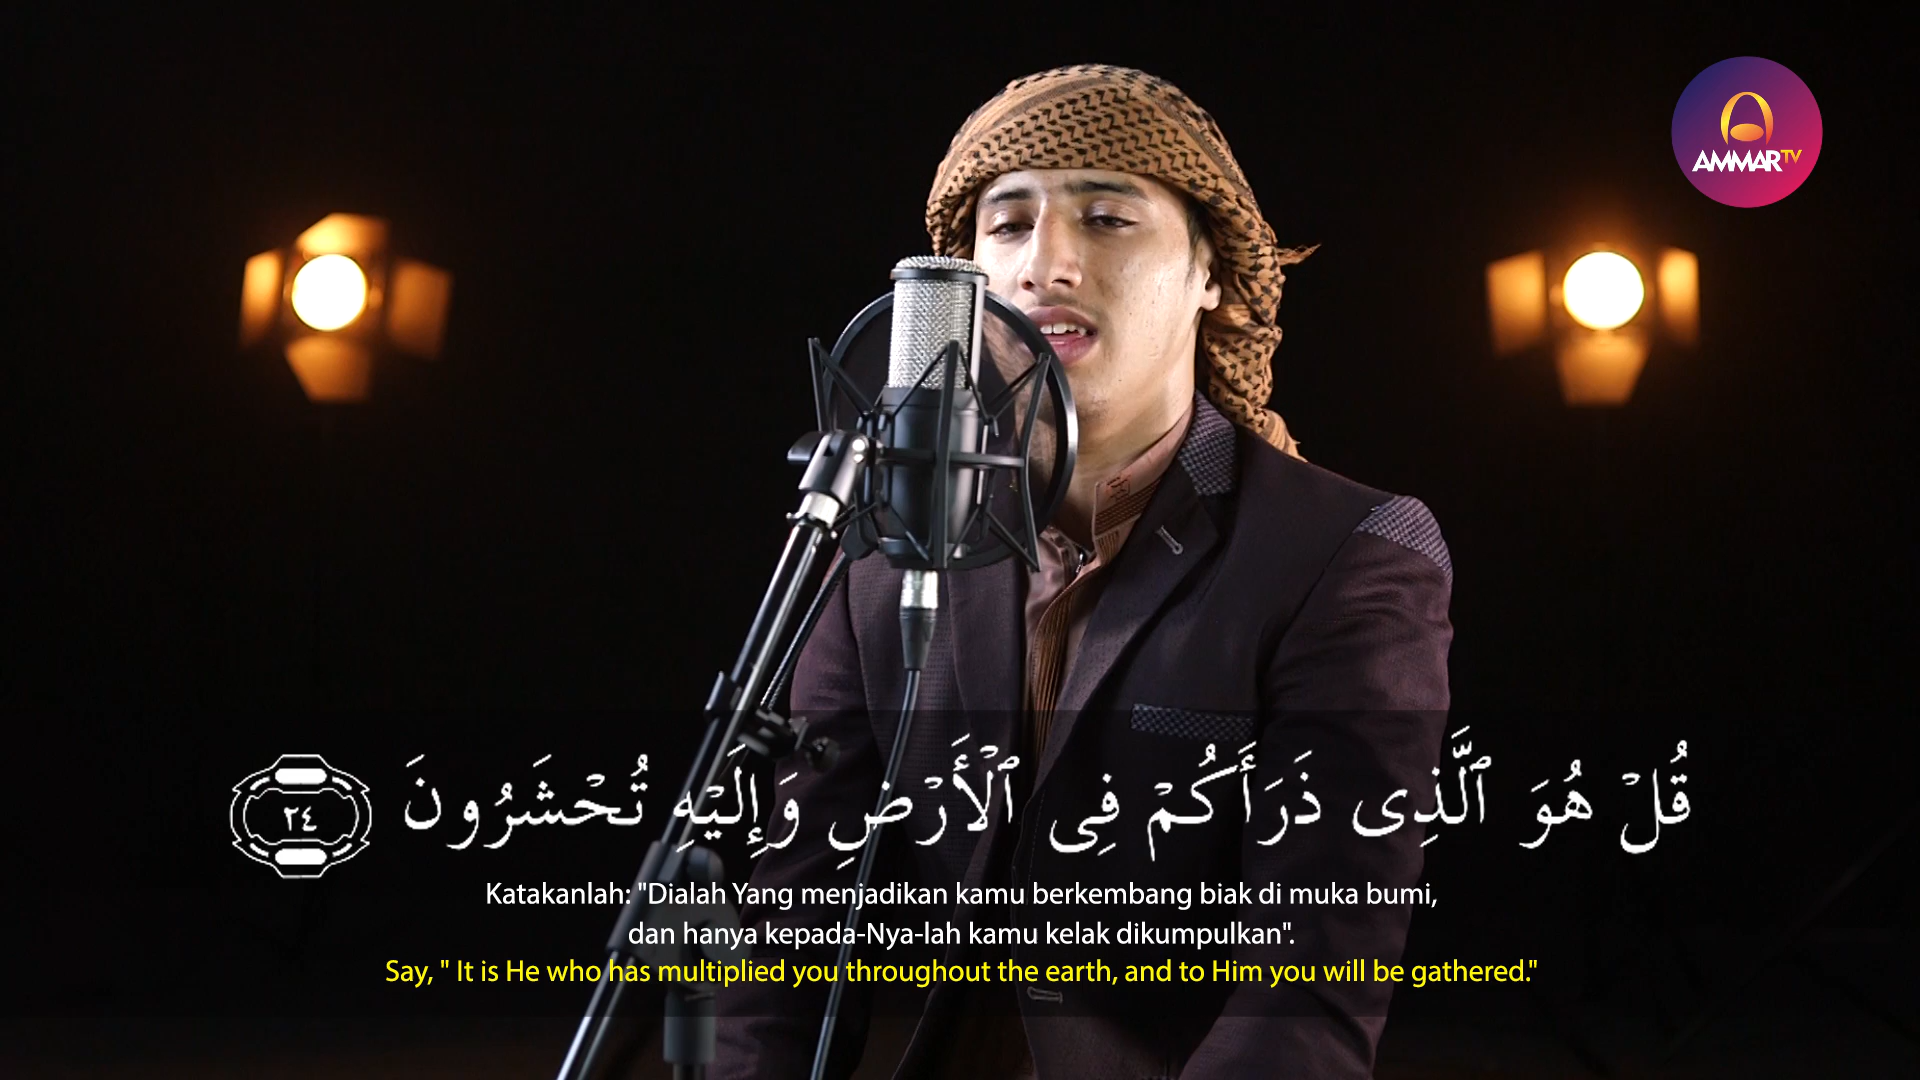 AMMARTV
قُلْ هُوَ ٱلَّذِى ذَرَأَكُمْ فِى ٱلْأَرْضِ وَإِلَيْهِ تُحْشَرُونَ ٢٤
Katakanlah: "Dialah Yang menjadikan kamu berkembang biak di muka bumi,
dan hanya kepada-Nya-lah kamu kelak dikumpulkan".
Say, " It is He who has multiplied you throughout the earth, and to Him you will be gathered."